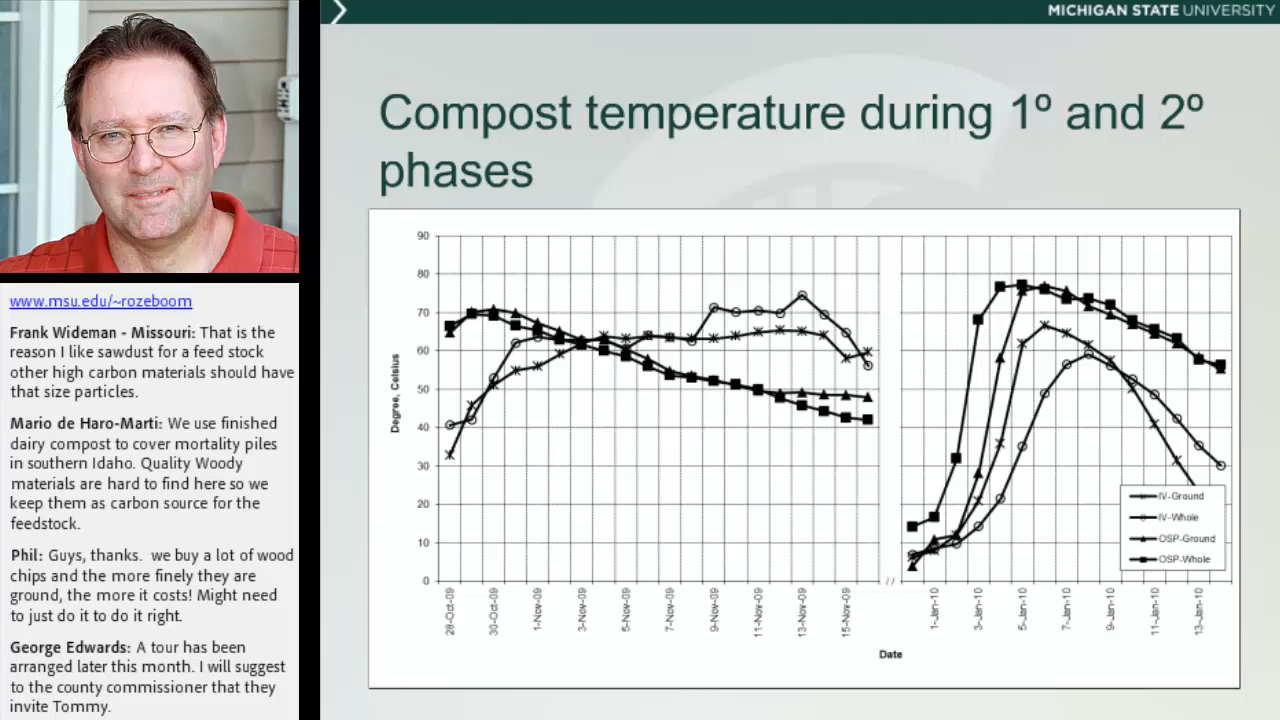 MICHIGAN STATE UNIVERSITY
Compost temperature during 1º and 2º
phases
www.msu.edu/~rozeboom
Frank Wideman - Missouri: That is the
reason I like sawdust for a feed stock
other high carbon materials should have
that size particles.
Mario de Haro-Marti: We use finished
dairy compost to cover mortality piles
in southern Idaho. Quality Woody
materials are hard to find here so we
keep them as carbon source for the
feedstock.
Phil: Guys, thanks. we buy a lot of wood
chips and the more finely they are
ground, the more it costs! Might need
to just do it to do it right.
George Edwards: A tour has been
arranged later this month. I will suggest
to the county commissioner that they
invite Tommy.
90
80
70
60
50
40
30
20
10
0
Degree, Celsius
28-Oct-09
30-Oct-09
1-Nov-09
3-Nov-09
5-Nov-09
7-Nov-09
9-Nov-09
11-Nov-09
13-Nov-09
15-Nov-09
//
1-Jan-10
3-Jan-10
5-Jan-10
7-Jan-10
9-Jan-10
11-Jan-10
13-Jan-10
Date
IV-Ground
IV-Whole
OSP-Ground
OSP-Whole